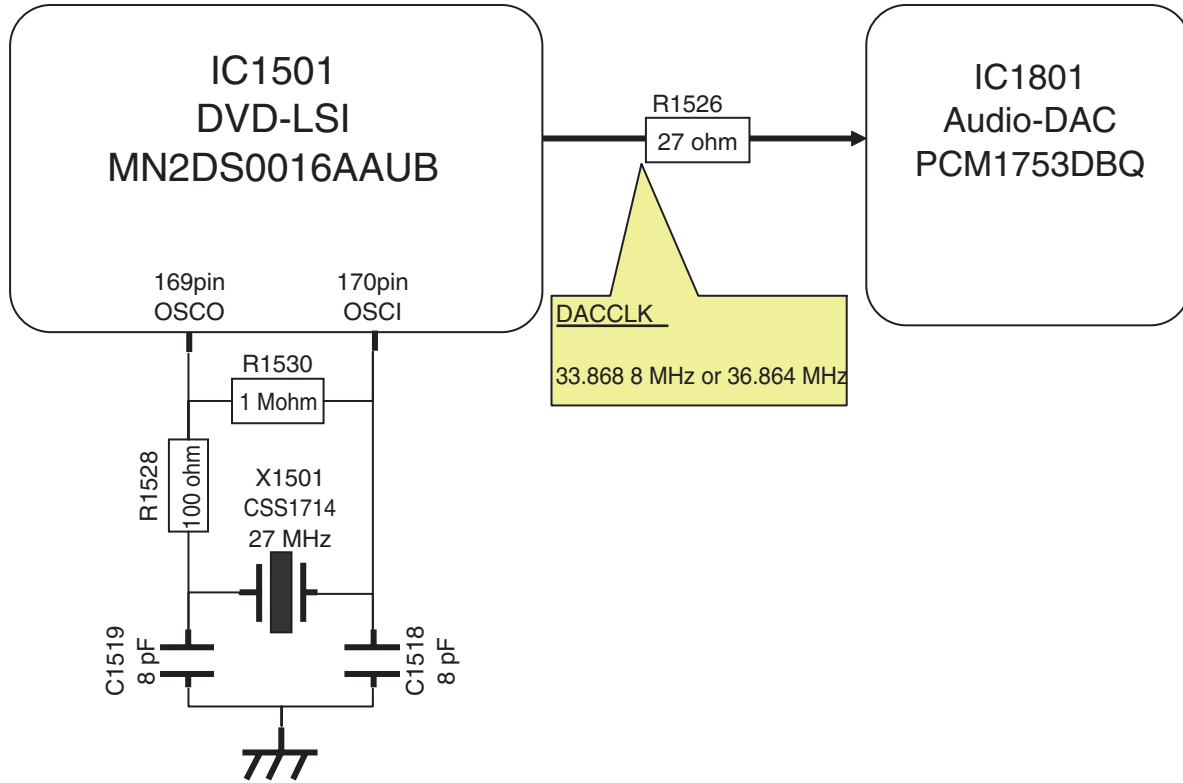 IC1501
DVD-LSI
MN2DS0016AAUB
R1526
27 ohm
IC1801
Audio-DAC
PCM1753DBQ
169pin
OSCO
170pin
OSCI
DACCLK
33.868 8 MHz or 36.864 MHz
R1530
1 Mohm
R1528
100 ohm
X1501
CSS1714
27 MHz
C1519
8 pF
C1518
8 pF